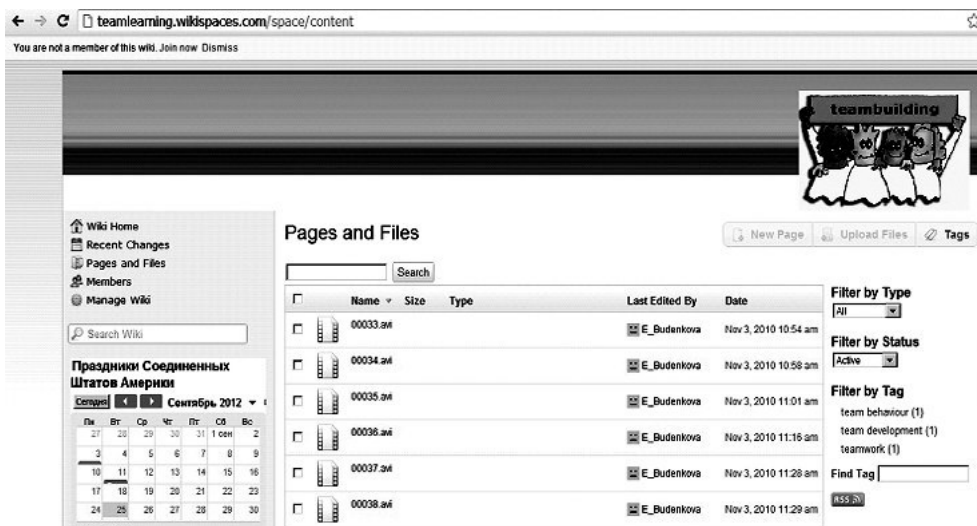 teamlearning.wikispaces.com/space/content
You are not a member of this wiki. Join now Dismiss
teambuilding
Wiki Home
Recent Changes
Pages and Files
Members
Manage Wiki
Search Wiki
Праздники Соединенных
Штатов Америки
Сегодня Сентябрь 2012
Пн Вт Ср Чт Пт Сб Вс
27 28 29 30 31 1 сен 2
3 4 5 6 7 8 9
10 11 12 13 14 15 16
17 18 19 20 21 22 23
24 25 26 27 28 29 30
Pages and Files
New Page Upload Files Tags
Search
Name Size Type Last Edited By Date
00033.avi E_Budenkova Nov 3, 2010 10:54 am
00034.avi E_Budenkova Nov 3, 2010 10:58 am
00035.avi E_Budenkova Nov 3, 2010 11:01 am
00036.avi E_Budenkova Nov 3, 2010 11:16 am
00037.avi E_Budenkova Nov 3, 2010 11:28 am
00038.avi E_Budenkova Nov 3, 2010 11:29 am
Filter by Type
All
Filter by Status
Active
Filter by Tag
team behaviour (1)
team development (1)
teamwork (1)
Find Tag
RSS